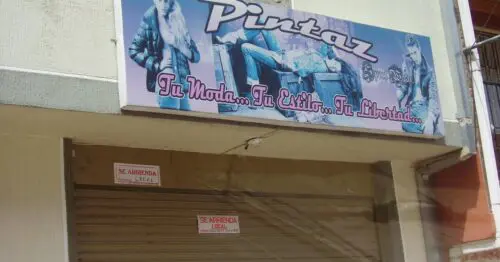 Pintaz
Tu Moda... Tu Estilo... Tu Libertad...
SE ARRIENDA
SE ARRIENDA
LOCAL